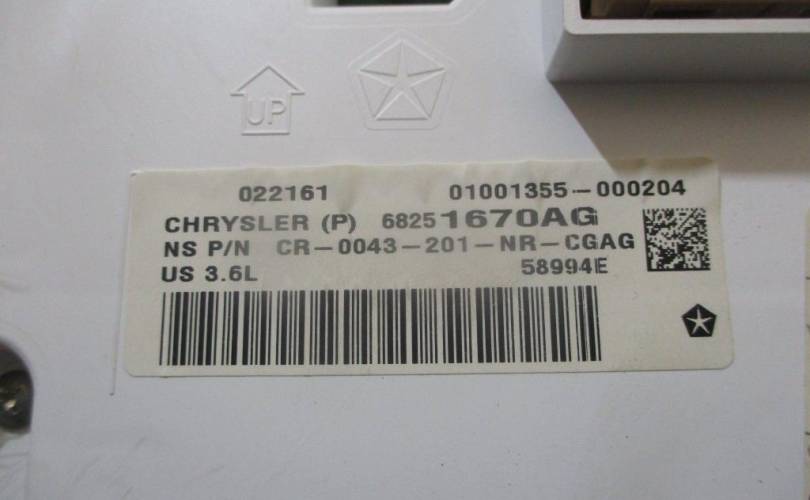 UP
022161 01001355-000204
CHRYSLER (P) 68251670AG
NS P/N CR-0043-201-NR-CGAG
US 3.6L 58994E